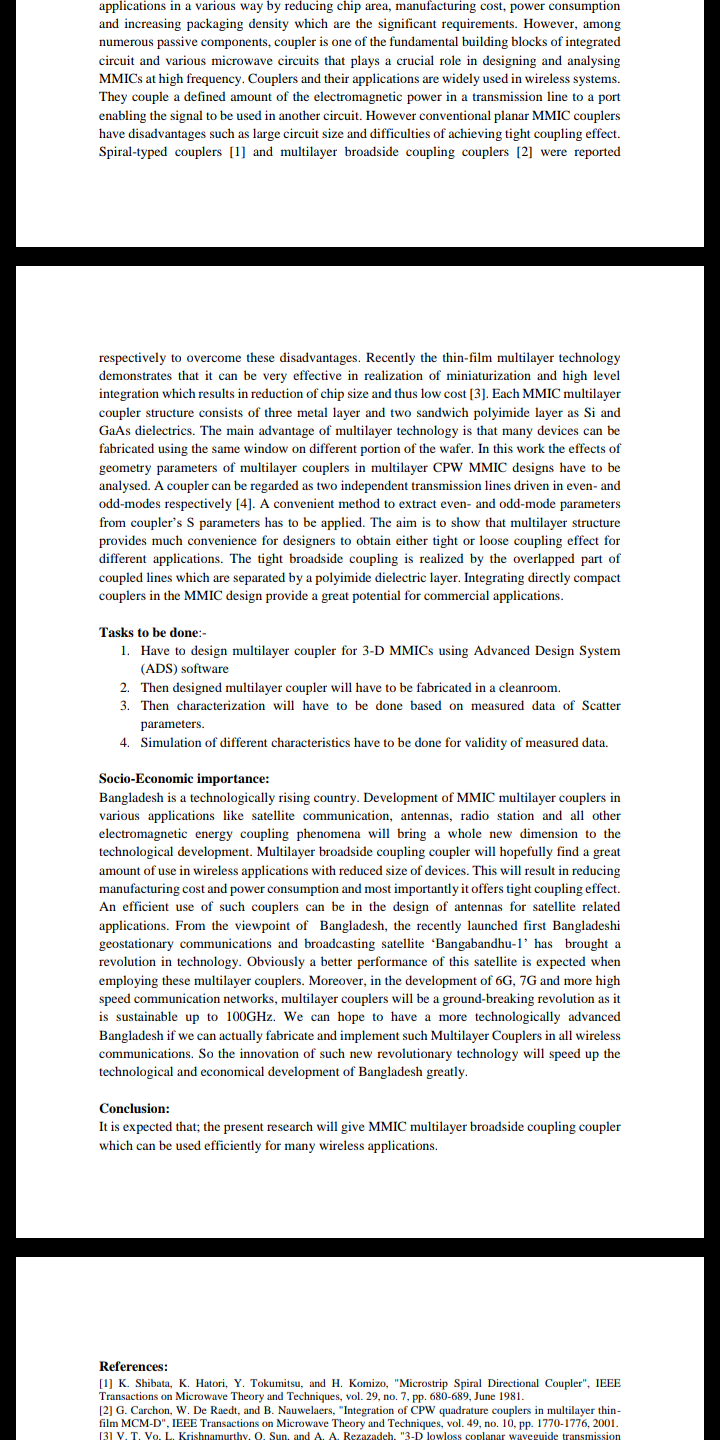 applications in a various way by reducing chip area, manufacturing cost, power consumption
and increasing packaging density which are the significant requirements. However, among
numerous passive components, coupler is one of the fundamental building blocks of integrated
circuit and various microwave circuits that plays a crucial role in designing and analysing
MMICs at high frequency. Couplers and their applications are widely used in wireless systems.
They couple a defined amount of the electromagnetic power in a transmission line to a port
enabling the signal to be used in another circuit. However conventional planar MMIC couplers
have disadvantages such as large circuit size and difficulties of achieving tight coupling effect.
Spiral-typed couplers [1] and multilayer broadside coupling couplers [2] were reported
respectively to overcome these disadvantages. Recently the thin-film multilayer technology
demonstrates that it can be very effective in realization of miniaturization and high level
integration which results in reduction of chip size and thus low cost [3]. Each MMIC multilayer
coupler structure consists of three metal layer and two sandwich polyimide layer as Si and
GaAs dielectrics. The main advantage of multilayer technology is that many devices can be
fabricated using the same window on different portion of the wafer. In this work the effects of
geometry parameters of multilayer couplers in multilayer CPW MMIC designs have to be
analysed. A coupler can be regarded as two independent transmission lines driven in even- and
odd-modes respectively [4]. A convenient method to extract even- and odd-mode parameters
from coupler’s S parameters has to be applied. The aim is to show that multilayer structure
provides much convenience for designers to obtain either tight or loose coupling effect for
different applications. The tight broadside coupling is realized by the overlapped part of
coupled lines which are separated by a polyimide dielectric layer. Integrating directly compact
couplers in the MMIC design provide a great potential for commercial applications.
Tasks to be done:-
1. Have to design multilayer coupler for 3-D MMICs using Advanced Design System
(ADS) software
2. Then designed multilayer coupler will have to be fabricated in a cleanroom.
3. Then characterization will have to be done based on measured data of Scatter
parameters.
4. Simulation of different characteristics have to be done for validity of measured data.
Socio-Economic importance:
Bangladesh is a technologically rising country. Development of MMIC multilayer couplers in
various applications like satellite communication, antennas, radio station and all other
electromagnetic energy coupling phenomena will bring a whole new dimension to the
technological development. Multilayer broadside coupling coupler will hopefully find a great
amount of use in wireless applications with reduced size of devices. This will result in reducing
manufacturing cost and power consumption and most importantly it offers tight coupling effect.
An efficient use of such couplers can be in the design of antennas for satellite related
applications. From the viewpoint of Bangladesh, the recently launched first Bangladeshi
geostationary communications and broadcasting satellite ‘Bangabandhu-1’ has brought a
revolution in technology. Obviously a better performance of this satellite is expected when
employing these multilayer couplers. Moreover, in the development of 6G, 7G and more high
speed communication networks, multilayer couplers will be a ground-breaking revolution as it
is sustainable up to 100GHz. We can hope to have a more technologically advanced
Bangladesh if we can actually fabricate and implement such Multilayer Couplers in all wireless
communications. So the innovation of such new revolutionary technology will speed up the
technological and economical development of Bangladesh greatly.
Conclusion:
It is expected that; the present research will give MMIC multilayer broadside coupling coupler
which can be used efficiently for many wireless applications.
References:
[1] K. Shibata, K. Hatori, Y. Tokumitsu, and H. Komizo, "Microstrip Spiral Directional Coupler", IEEE
Transactions on Microwave Theory and Techniques, vol. 29, no. 7, pp. 680-689, June 1981.
[2] G. Carchon, W. De Raedt, and B. Nauwelaers, "Integration of CPW quadrature couplers in multilayer thin-
film MCM-D", IEEE Transactions on Microwave Theory and Techniques, vol. 49, no. 10, pp. 1770-1776, 2001.
[3] V. T. Vo, L. Krishnamurthy, Q. Sun, and A. A. Rezazadeh, "3-D lowloss coplanar waveguide transmission